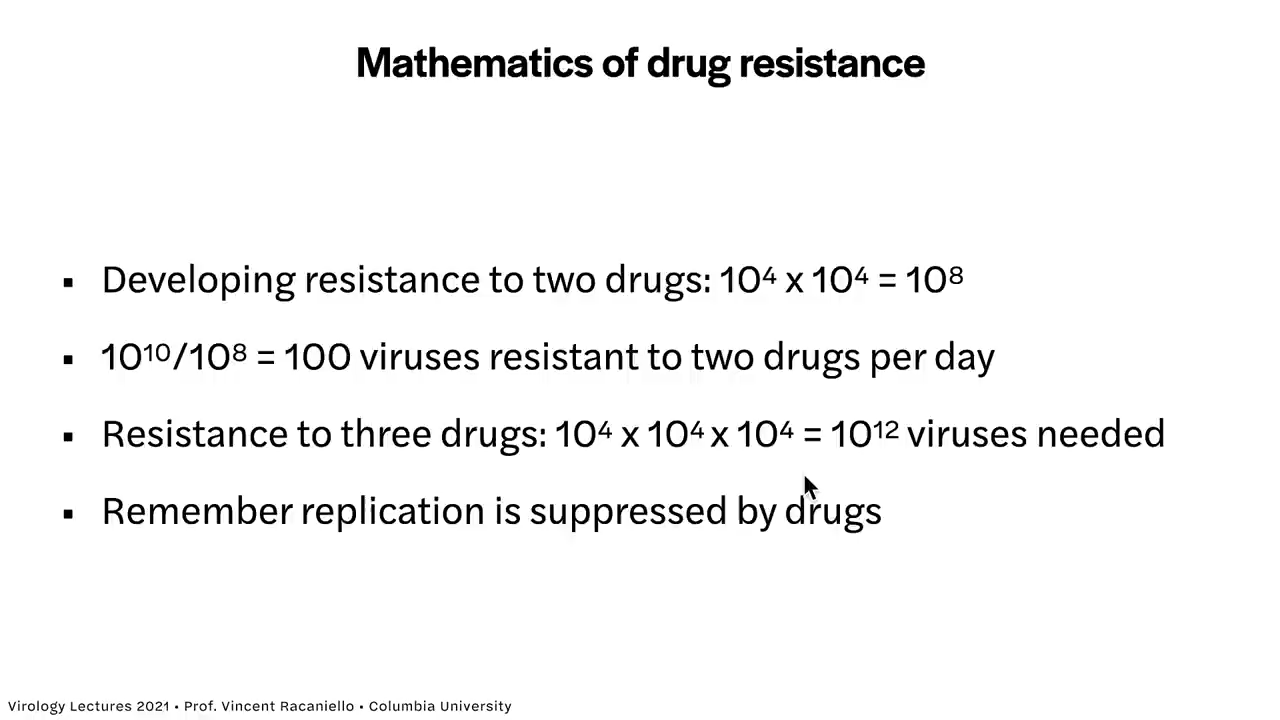 Mathematics of drug resistance
▪ Developing resistance to two drugs: 10⁴ x 10⁴ = 10⁸
▪ 10¹⁰/10⁸ = 100 viruses resistant to two drugs per day
▪ Resistance to three drugs: 10⁴ x 10⁴ x 10⁴ = 10¹² viruses needed
▪ Remember replication is suppressed by drugs
Virology Lectures 2021 • Prof. Vincent Racaniello • Columbia University